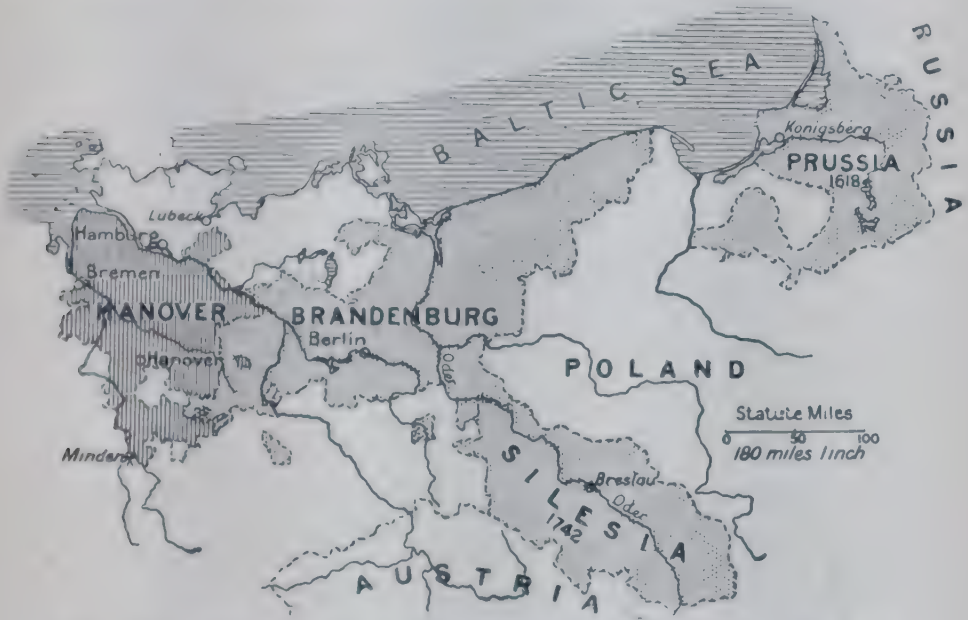 RUSSIA
BALTIC SEA
Konigsberg
PRUSSIA
1618
Lubeck
Hamburg
Bremen
HANOVER
BRANDENBURG
Berlin
Hanover
Oder
POLAND
Statute Miles
0 50 100
180 miles 1 inch
Minden
SILESIA
1742
Breslau
Oder
AUSTRIA